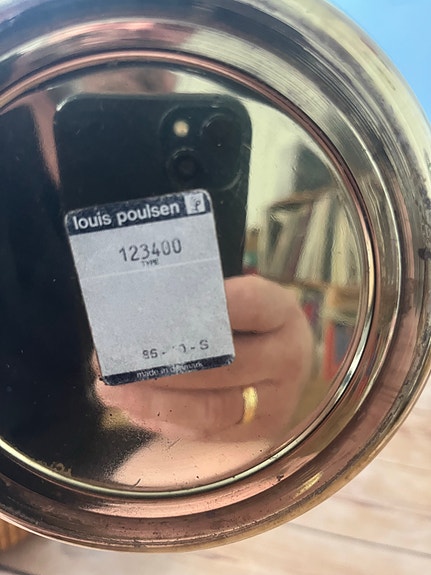 louis poulsen
123400
TYPE
made in denmark